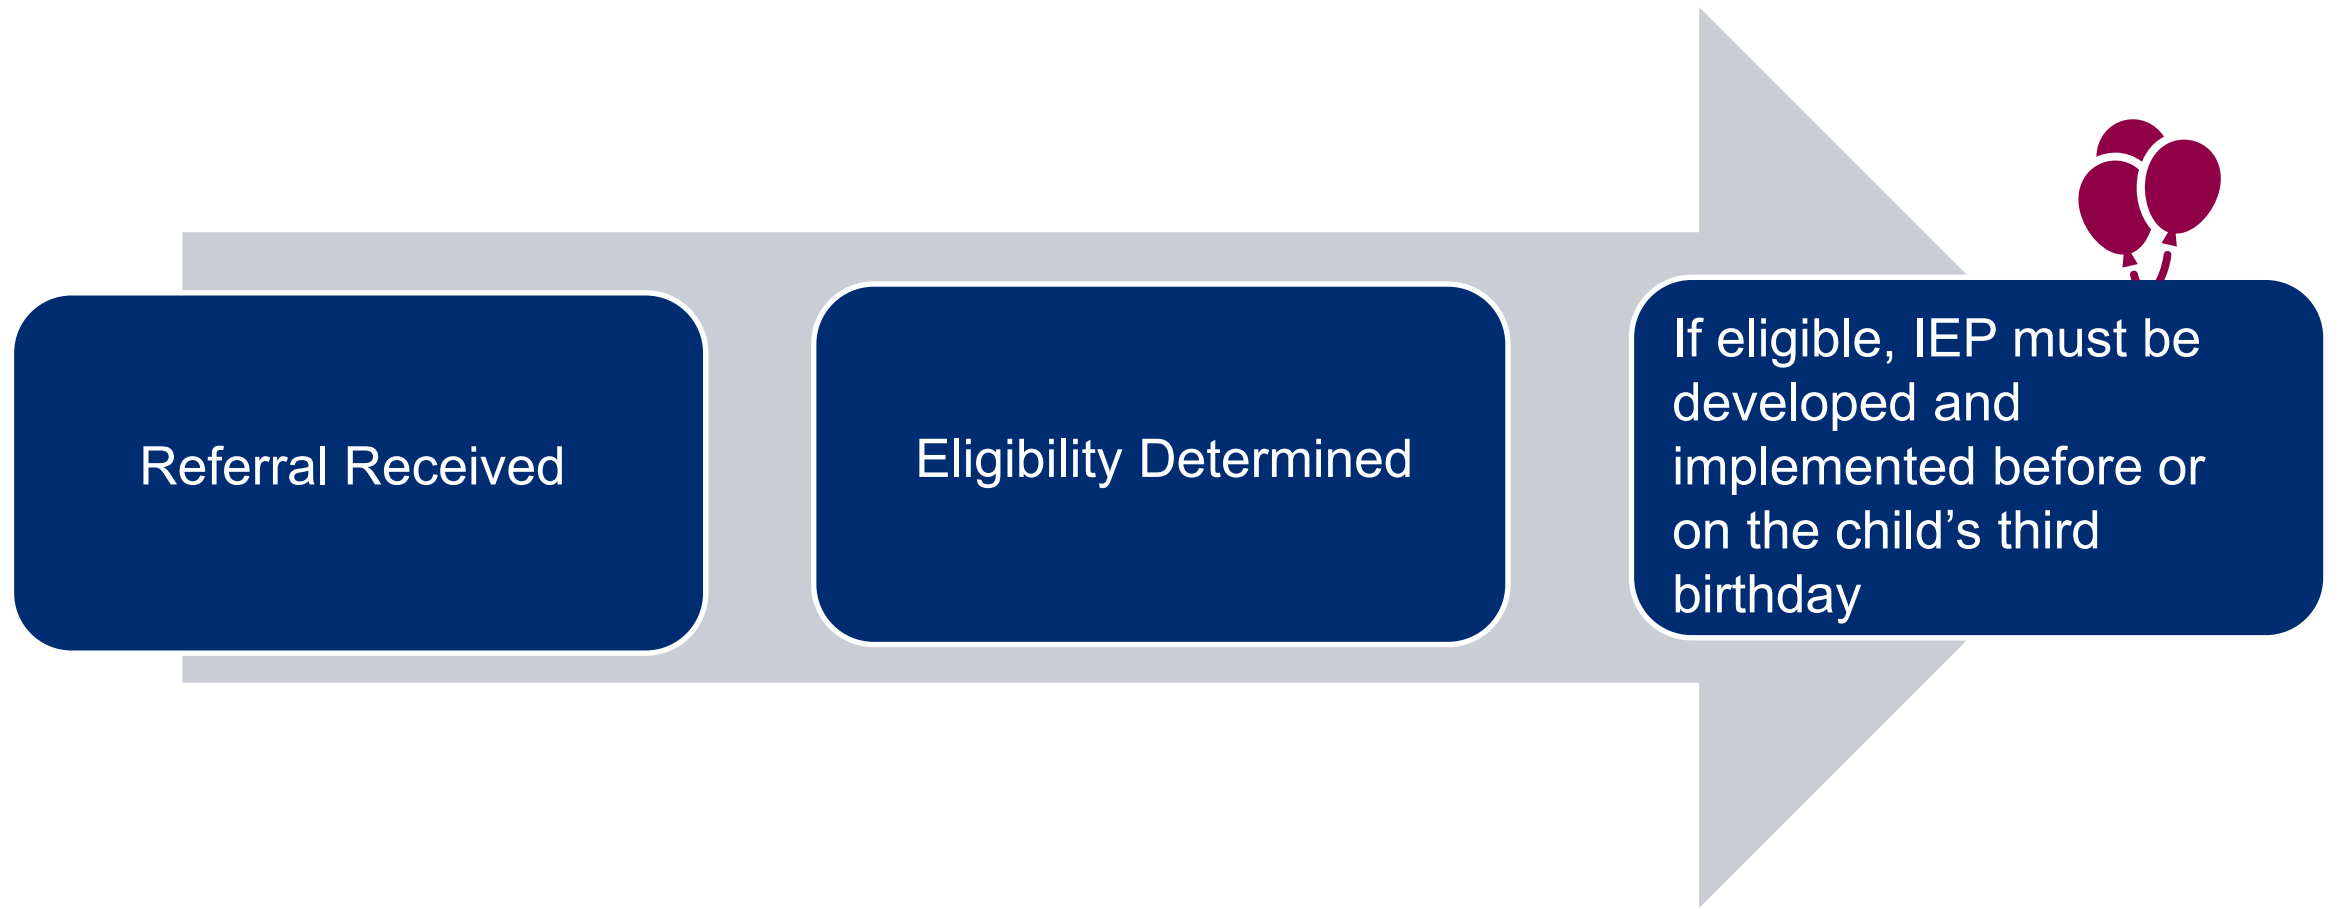 Referral Received
Eligibility Determined
If eligible, IEP must be
developed and
implemented before or
on the child’s third
birthday